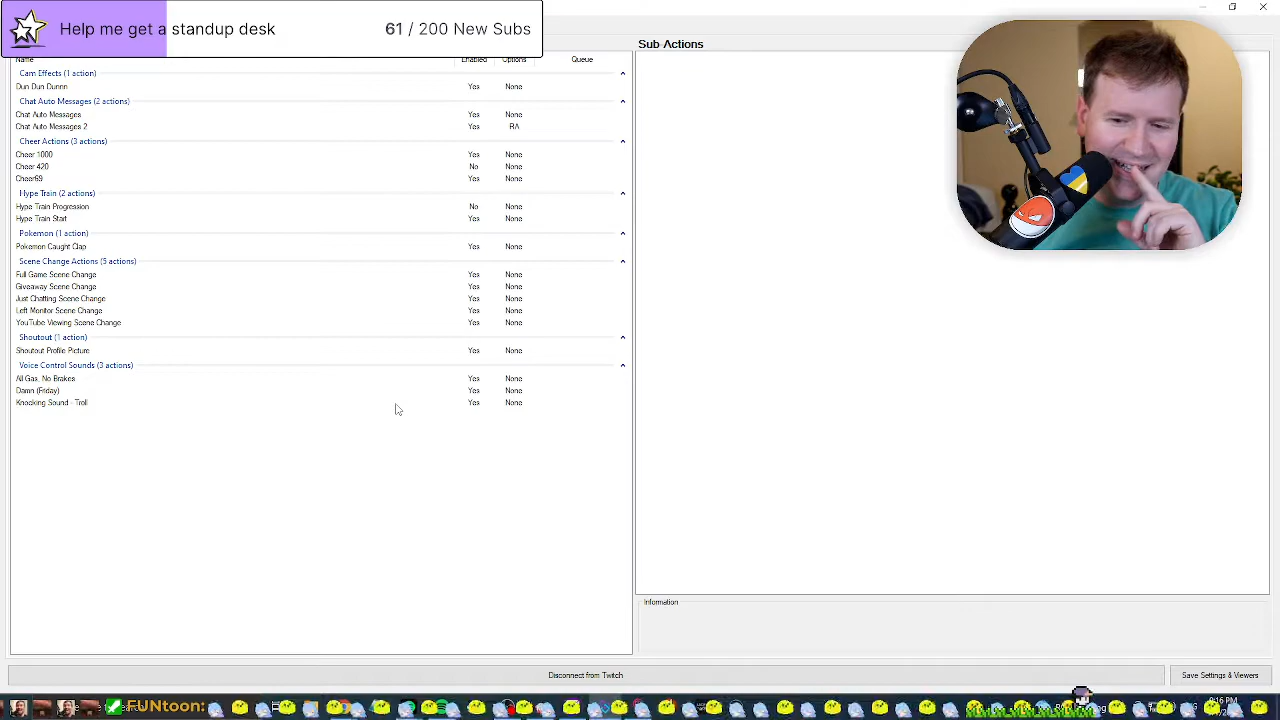 Help me get a standup desk
61 / 200 New Subs
Sub-Actions
Name Enabled Options Queue
Cam Effects (1 action)
Dun Dun Dunnn Yes None
Chat Auto Messages (2 actions)
Chat Auto Messages Yes None
Chat Auto Messages 2 Yes RA
Cheer Actions (3 actions)
Cheer 1000 Yes None
Cheer 420 No None
Cheer69 Yes None
Hype Train (2 actions)
Hype Train Progression No None
Hype Train Start Yes None
Pokemon (1 action)
Pokemon Caught Clap Yes None
Scene Change Actions (5 actions)
Full Game Scene Change Yes None
Giveaway Scene Change Yes None
Just Chatting Scene Change Yes None
Left Monitor Scene Change Yes None
YouTube Viewing Scene Change Yes None
Shoutout (1 action)
Shoutout Profile Picture Yes None
Voice Control Sounds (3 actions)
All Gas, No Brakes Yes None
Damn (Friday) Yes None
Knocking Sound - Troll Yes None
Information
Disconnect from Twitch
Save Settings & Viewers
FUNtoon: